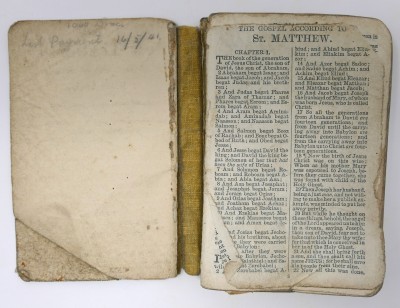 14/5/41
THE GOSPEL ACCORDING TO
ST. MATTHEW.
CHAPTER 1.
THE book of the generation
of Jesus Christ, the son of
David, the son of Abraham.
2 Abraham begat Isaac; and
Isaac begat Jacob; and Jacob
begat Judas and his breth-
ren;
3 And Judas begat Phares
and Zara of Thamar; and
Phares begat Esrom; and Es-
rom begat Aram;
4 And Aram begat Amina-
dab; and Aminadab begat
Naasson; and Naasson begat
Salmon;
5 And Salmon begat Booz
of Rachab; and Booz begat O-
bed of Ruth; and Obed begat
Jesse;
6 And Jesse begat David the
king; and David the king be-
gat Solomon of her that had
been the wife of Urias;
7 And Solomon begat Ro-
boam; and Roboam begat A-
bia; and Abia begat Asa;
8 And Asa begat Josaphat;
and Josaphat begat Joram;
and Joram begat Ozias;
9 And Ozias begat Joatham;
and Joatham begat Achaz;
and Achaz begat Ezekias;
10 And Ezekias begat Ma-
nasses; and Manasses begat
Amon; and Amon begat
Josias begat Jecho-
his brethren, about
they were carried
Babylon:
after they were
Babylon, Jecho-
Salathiel; and
begat
Zorobabel begat A-
biud; and Abiud begat Elia-
kim; and Eliakim begat A-
zor;
14 And Azor begat Sadoc;
and Sadoc begat Achim; and
Achim begat Eliud;
15 And Eliud begat Eleazar;
and Eleazar begat Matthan;
and Matthan begat Jacob;
16 And Jacob begat Joseph
the husband of Mary, of whom
was born Jesus, who is called
Christ.
17 So all the generations
from Abraham to David are
fourteen generations; and
from David until the carry-
ing away into Babylon are
fourteen generations; and
from the carrying away into
Babylon unto Christ are four-
teen generations.
18 Now the birth of Jesus
Christ was on this wise:
When as his mother Mary
was espoused to Joseph, be-
fore they came together, she
was found with child of the
Holy Ghost.
19 Then Joseph her husband,
being a just man, and not will-
ing to make her a publick ex-
ample, was minded to put her
away privily.
20 But while he thought on
these things, behold, the angel
of the Lord appeared unto him
in a dream, saying, Joseph,
thou son of David, fear not to
take unto thee Mary thy wife:
for that which is conceived in
her is of the Holy Ghost.
21 And she shall bring forth
a son, and thou shalt call his
name JESUS: for he shall save
his people from their sins.
22 Now all this was done,